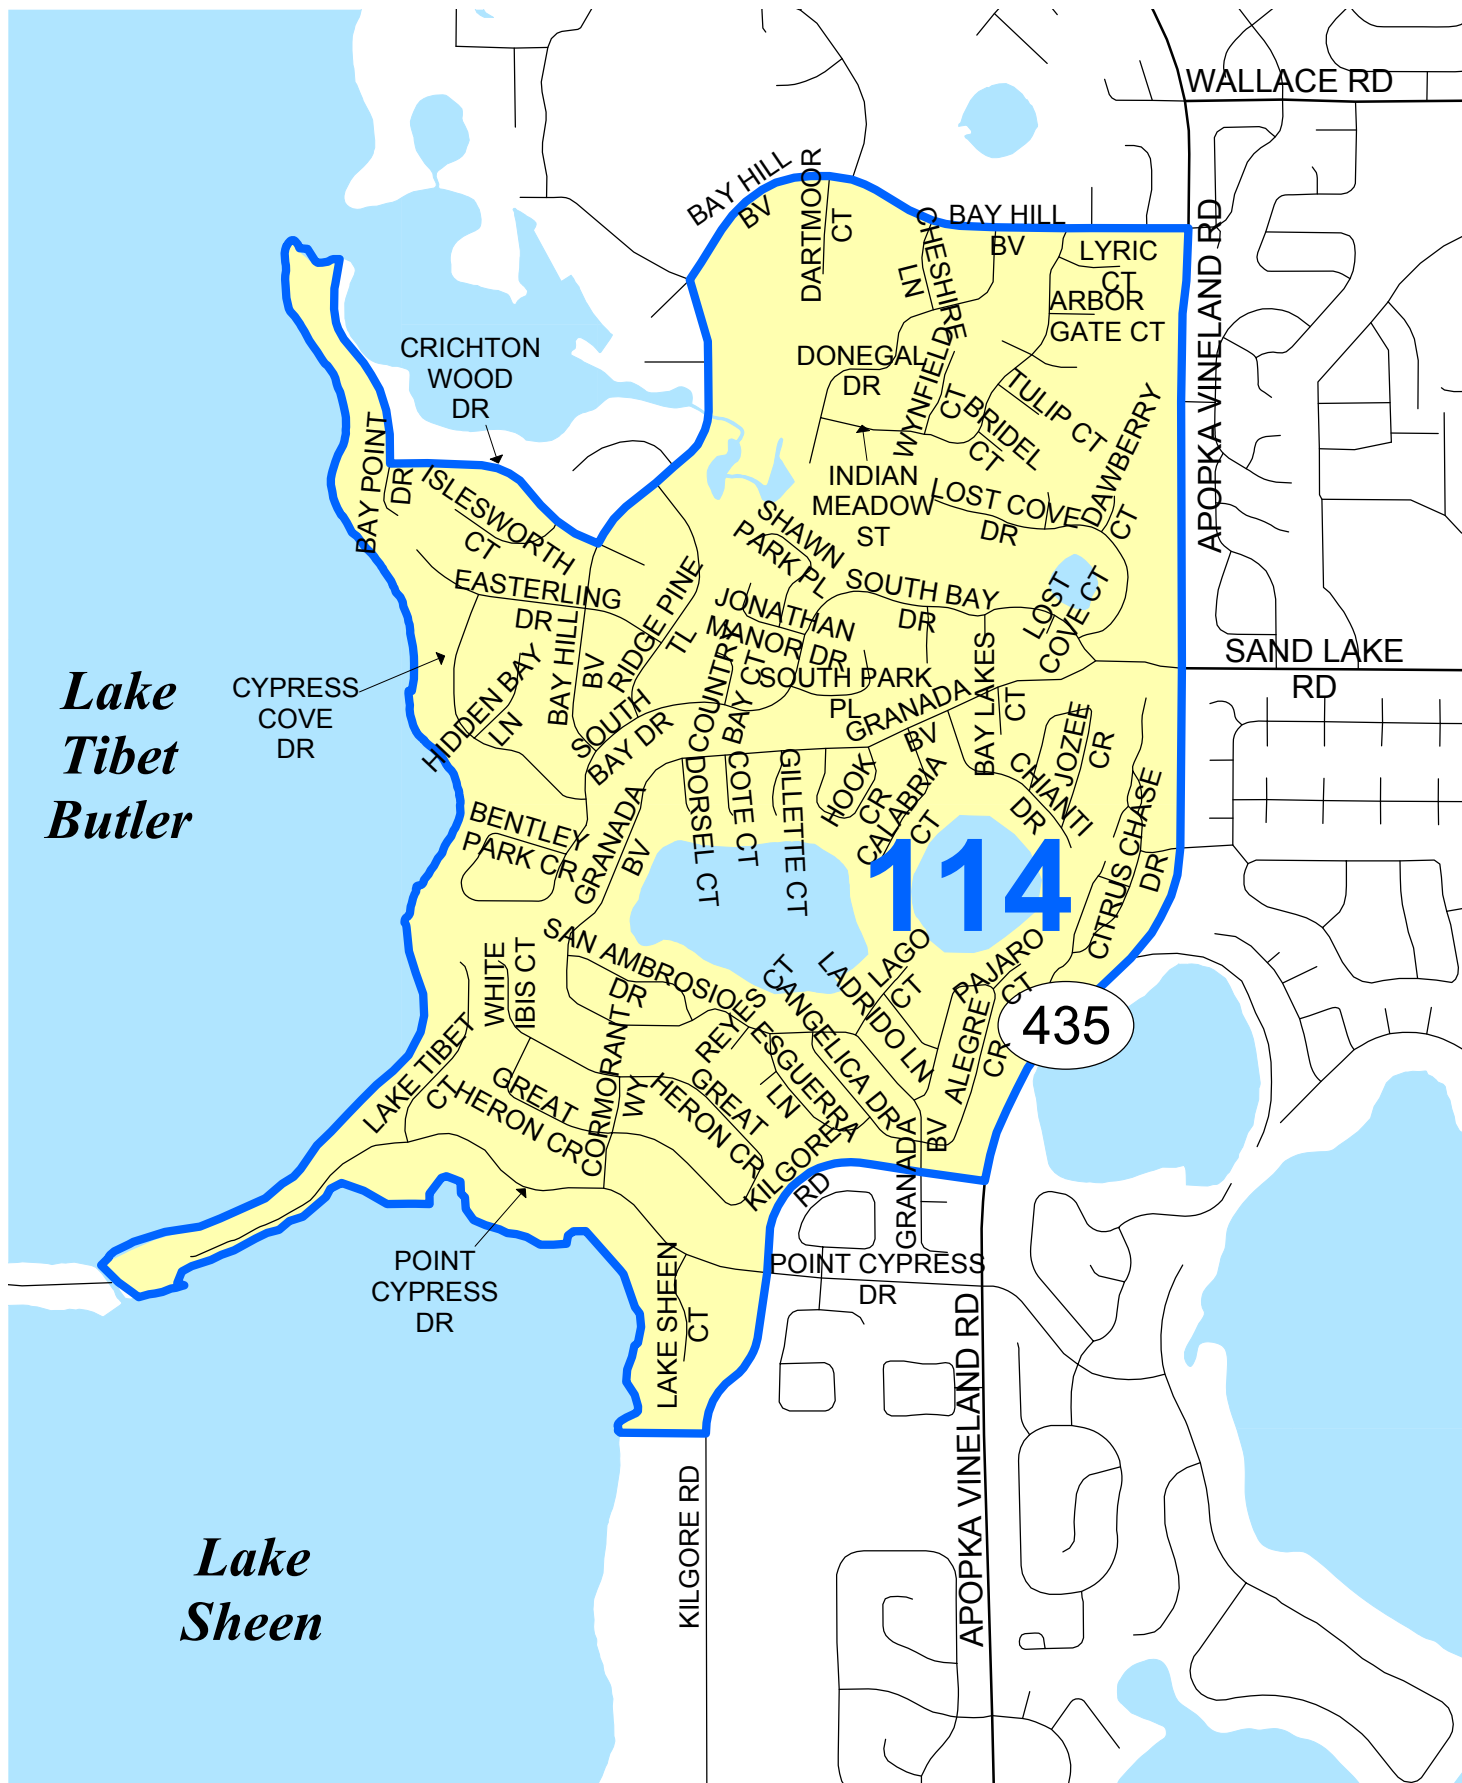 WALLACE RD
BAY HILL
BV
DARTMOOR
CT
CHESHIRE
LN
BAY HILL
BV
LYRIC
CT
ARBOR
GATE CT
APOPKA VINELAND RD
CRICHTON
WOOD
DR
DONEGAL
DR
WYNFIELD
CT
TULIP CT
BRIDEL
CT
DAWBERRY
CT
BAY POINT
DR
ISLESWORTH
CT
INDIAN
MEADOW
ST
LOST COVE
DR
SHAWN
PARK PL
EASTERLING
DR
RIDGE PINE
TL
JONATHAN
MANOR DR
SOUTH BAY
DR
LOST
COVE CT
SAND LAKE
RD
Lake
Tibet
Butler
CYPRESS
COVE
DR
HIDDEN BAY
LN
BAY HILL
BV
SOUTH
BAY DR
COUNTRY
BAY CT
SOUTH PARK
PL
GRANADA
BV
BAY LAKES
CT
JOZEE
CR
CHIANTI
DR
BENTLEY
PARK CR
GRANADA
BV
DORSEL CT
COTE CT
GILLETTE CT
HOOK
CR
CALABRIA
CT
CITRUS CHASE
DR
114
WHITE
IBIS CT
SAN AMBROSIO
DR
REYES
CT
LADRIDO LN
LAGO
CT
PAJARO
CT
435
LAKE TIBET
CT
GREAT
HERON CR
CORMORANT
WY
GREAT
HERON CR
ESGUERRA
LN
ANGELICA DR
ALEGRE
CR
KILGORE
RD
GRANADA
BV
POINT
CYPRESS
DR
LAKE SHEEN
CT
POINT CYPRESS
DR
APOPKA VINELAND RD
KILGORE RD
Lake
Sheen